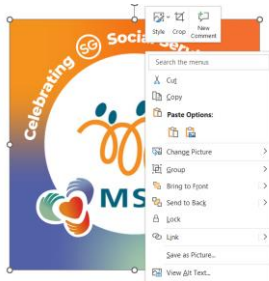 Style
Crop
New
Comment
Celebrating SG Social
Search the menus
Cut
Copy
Paste Options:
Change Picture
Group
Bring to Front
Send to Back
Lock
Link
Save as Picture...
View Alt Text...
MS